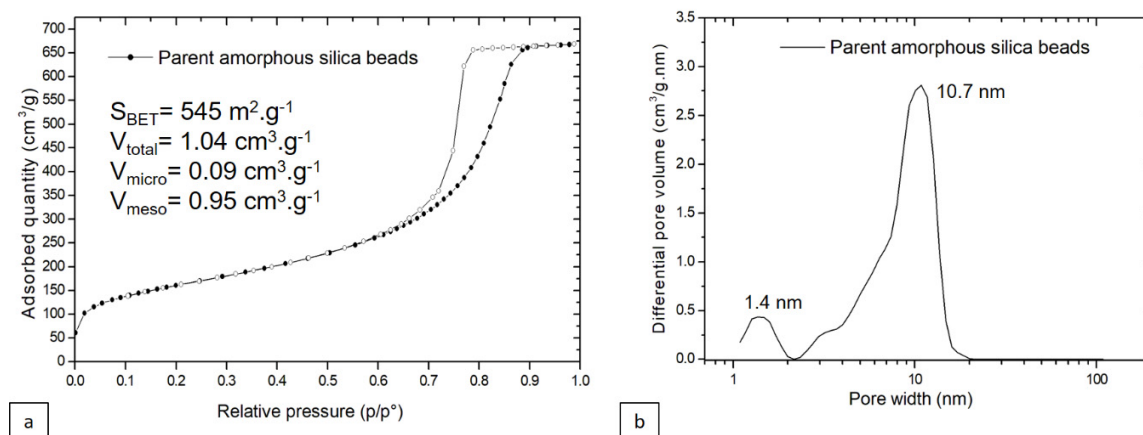 700
650
600
550
500
450
400
350
300
250
200
150
100
50
0
Adsorbed quantity (cm³/g)
Parent amorphous silica beads
S_BET= 545 m².g⁻¹
V_total= 1.04 cm³.g⁻¹
V_micro= 0.09 cm³.g⁻¹
V_meso= 0.95 cm³.g⁻¹
0.0 0.1 0.2 0.3 0.4 0.5 0.6 0.7 0.8 0.9 1.0
Relative pressure (p/p°)
a
3.5
3.0
2.5
2.0
1.5
1.0
0.5
0.0
Differential pore volume (cm³/g.nm)
Parent amorphous silica beads
10.7 nm
1.4 nm
1 10 100
Pore width (nm)
b